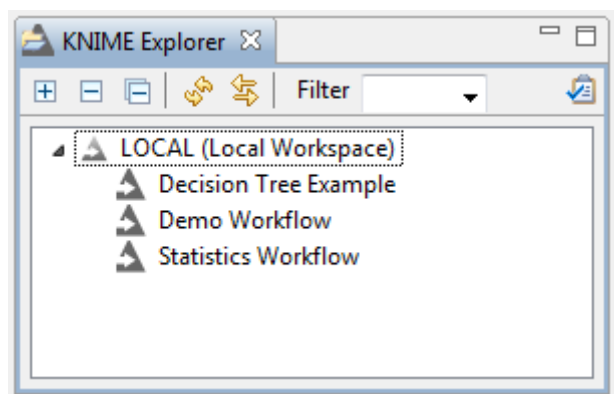 KNIME Explorer
Filter
LOCAL (Local Workspace)
Decision Tree Example
Demo Workflow
Statistics Workflow